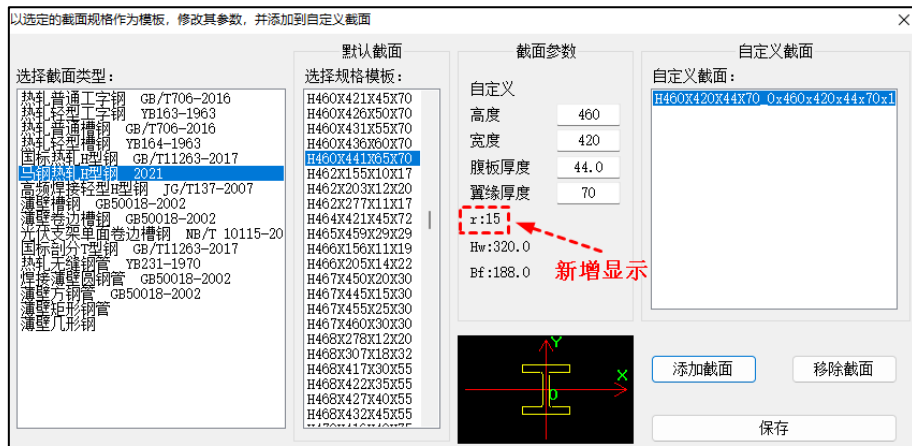 以选定的截面规格作为模板，修改其参数，并添加到自定义截面
选择截面类型：
热轧普通工字钢 GB/T706-2016
热轧轻型工字钢 YB163-1963
热轧普通槽钢 GB/T706-2016
热轧轻型槽钢 YB164-1963
国标热轧H型钢 GB/T11263-2017
马钢热轧H型钢 2021
高频焊接轻型H型钢 JG/T137-2007
薄壁槽钢 GB50018-2002
薄壁卷边槽钢 GB50018-2002
光伏支架单面卷边槽钢 NB/T 10115-20
国标剖分T型钢 GB/T11263-2017
热轧无缝钢管 YB231-1970
焊接薄壁圆钢管 GB50018-2002
薄壁方钢管 GB50018-2002
薄壁矩形钢管
薄壁几形钢
默认截面
选择规格模板：
H460X421X45X70
H460X426X50X70
H460X431X55X70
H460X436X60X70
H460X441X65X70
H462X155X10X17
H462X203X12X20
H462X277X11X17
H464X421X45X72
H465X459X29X29
H466X156X11X19
H466X205X14X22
H467X450X20X30
H467X445X15X30
H467X455X25X30
H467X460X30X30
H468X278X12X20
H468X307X18X32
H468X417X30X55
H468X422X35X55
H468X427X40X55
H468X432X45X55
截面参数
自定义
高度 460
宽度 420
腹板厚度 44.0
翼缘厚度 70
r:15
Hw:320.0
Bf:188.0
新增显示
Y
X
0
自定义截面
自定义截面：
H460X420X44X70_0x460x420x44x70x1
添加截面
移除截面
保存